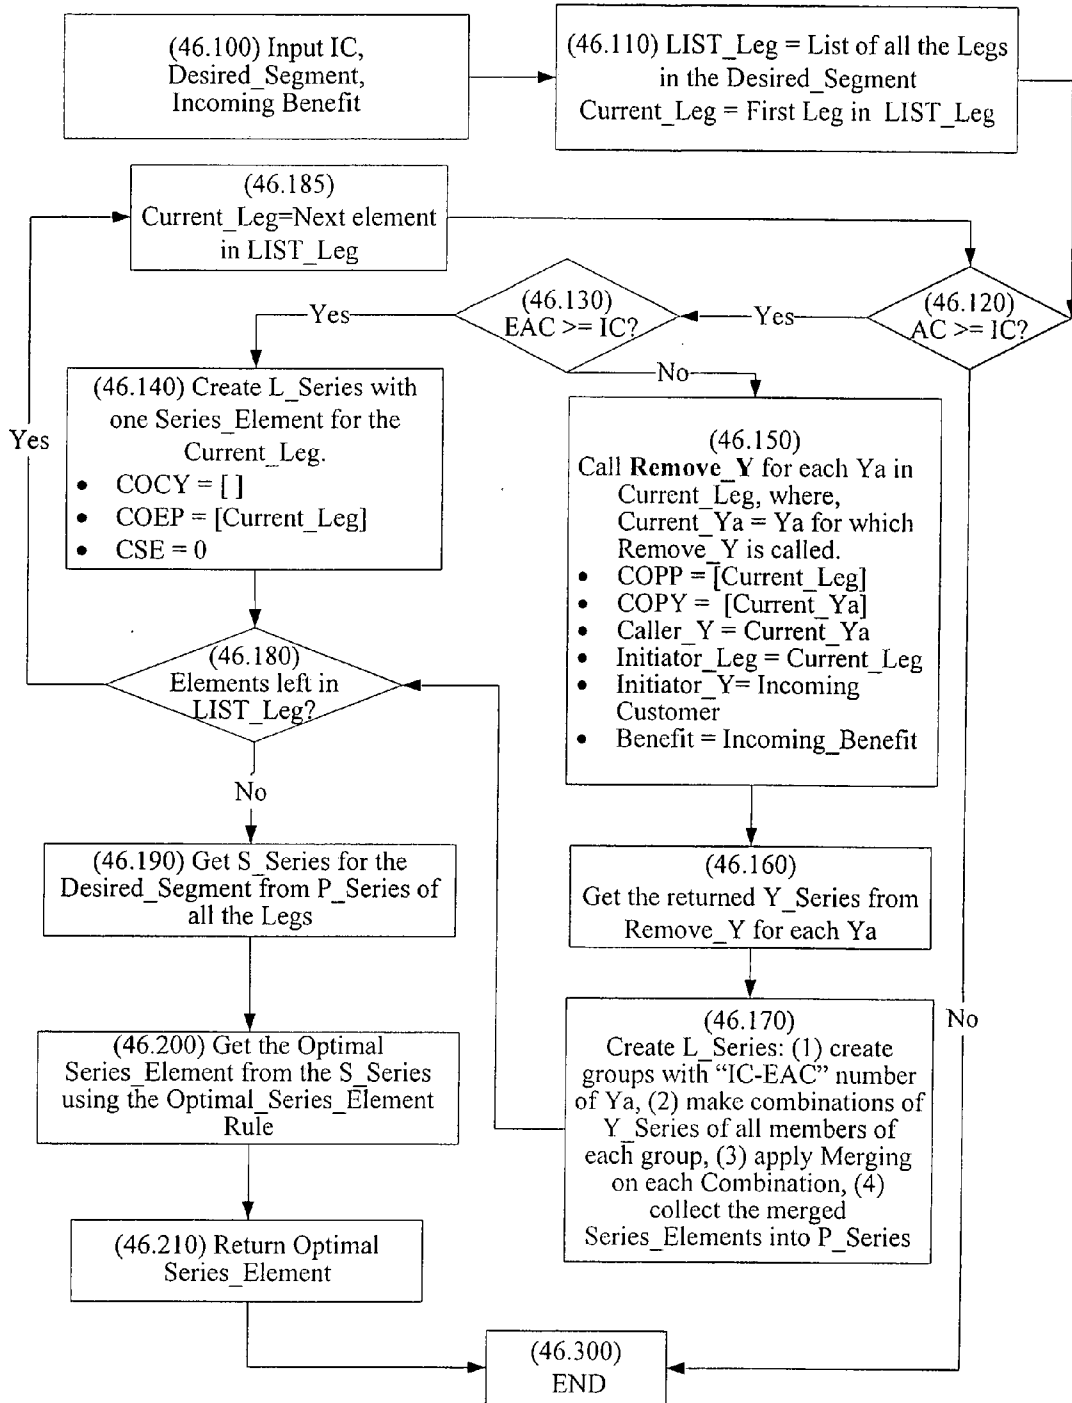 (46.100) Input IC,
Desired_Segment,
Incoming Benefit
(46.110) LIST_Leg = List of all the Legs
in the Desired_Segment
Current_Leg = First Leg in LIST_Leg
(46.185)
Current_Leg=Next element
in LIST_Leg
(46.120)
AC >= IC?
Yes
(46.130)
EAC >= IC?
Yes
No
(46.140) Create L_Series with
one Series_Element for the
Current_Leg.
• COCY = [ ]
• COEP = [Current_Leg]
• CSE = 0
Yes
(46.150)
Call Remove_Y for each Ya in
Current_Leg, where,
Current_Ya = Ya for which
Remove_Y is called.
• COPP = [Current_Leg]
• COPY = [Current_Ya]
• Caller_Y = Current_Ya
• Initiator_Leg = Current_Leg
• Initiator_Y= Incoming
Customer
• Benefit = Incoming_Benefit
(46.180)
Elements left in
LIST_Leg?
No
(46.190) Get S_Series for the
Desired_Segment from P_Series of
all the Legs
(46.160)
Get the returned Y_Series from
Remove_Y for each Ya
(46.170)
Create L_Series: (1) create
groups with “IC-EAC” number
of Ya, (2) make combinations of
Y_Series of all members of
each group, (3) apply Merging
on each Combination, (4)
collect the merged
Series_Elements into P_Series
No
(46.200) Get the Optimal
Series_Element from the S_Series
using the Optimal_Series_Element
Rule
(46.210) Return Optimal
Series_Element
(46.300)
END